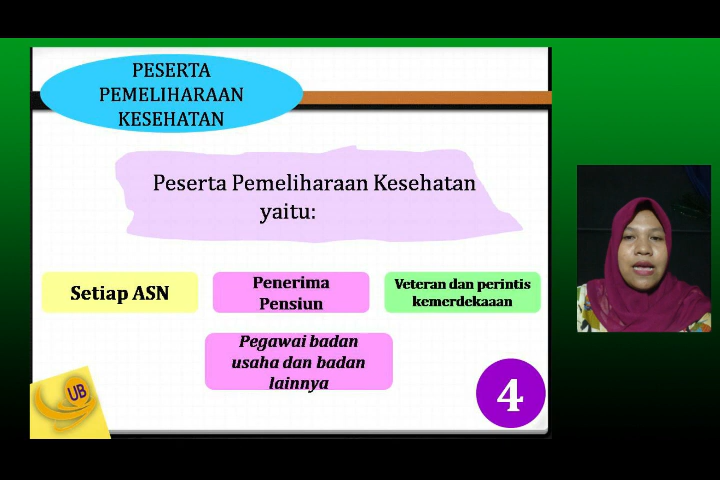 PESERTA
PEMELIHARAAN
KESEHATAN
Peserta Pemeliharaan Kesehatan
yaitu:
Setiap ASN
Penerima
Pensiun
Veteran dan perintis
kemerdekaaan
Pegawai badan
usaha dan badan
lainnya
UB
4